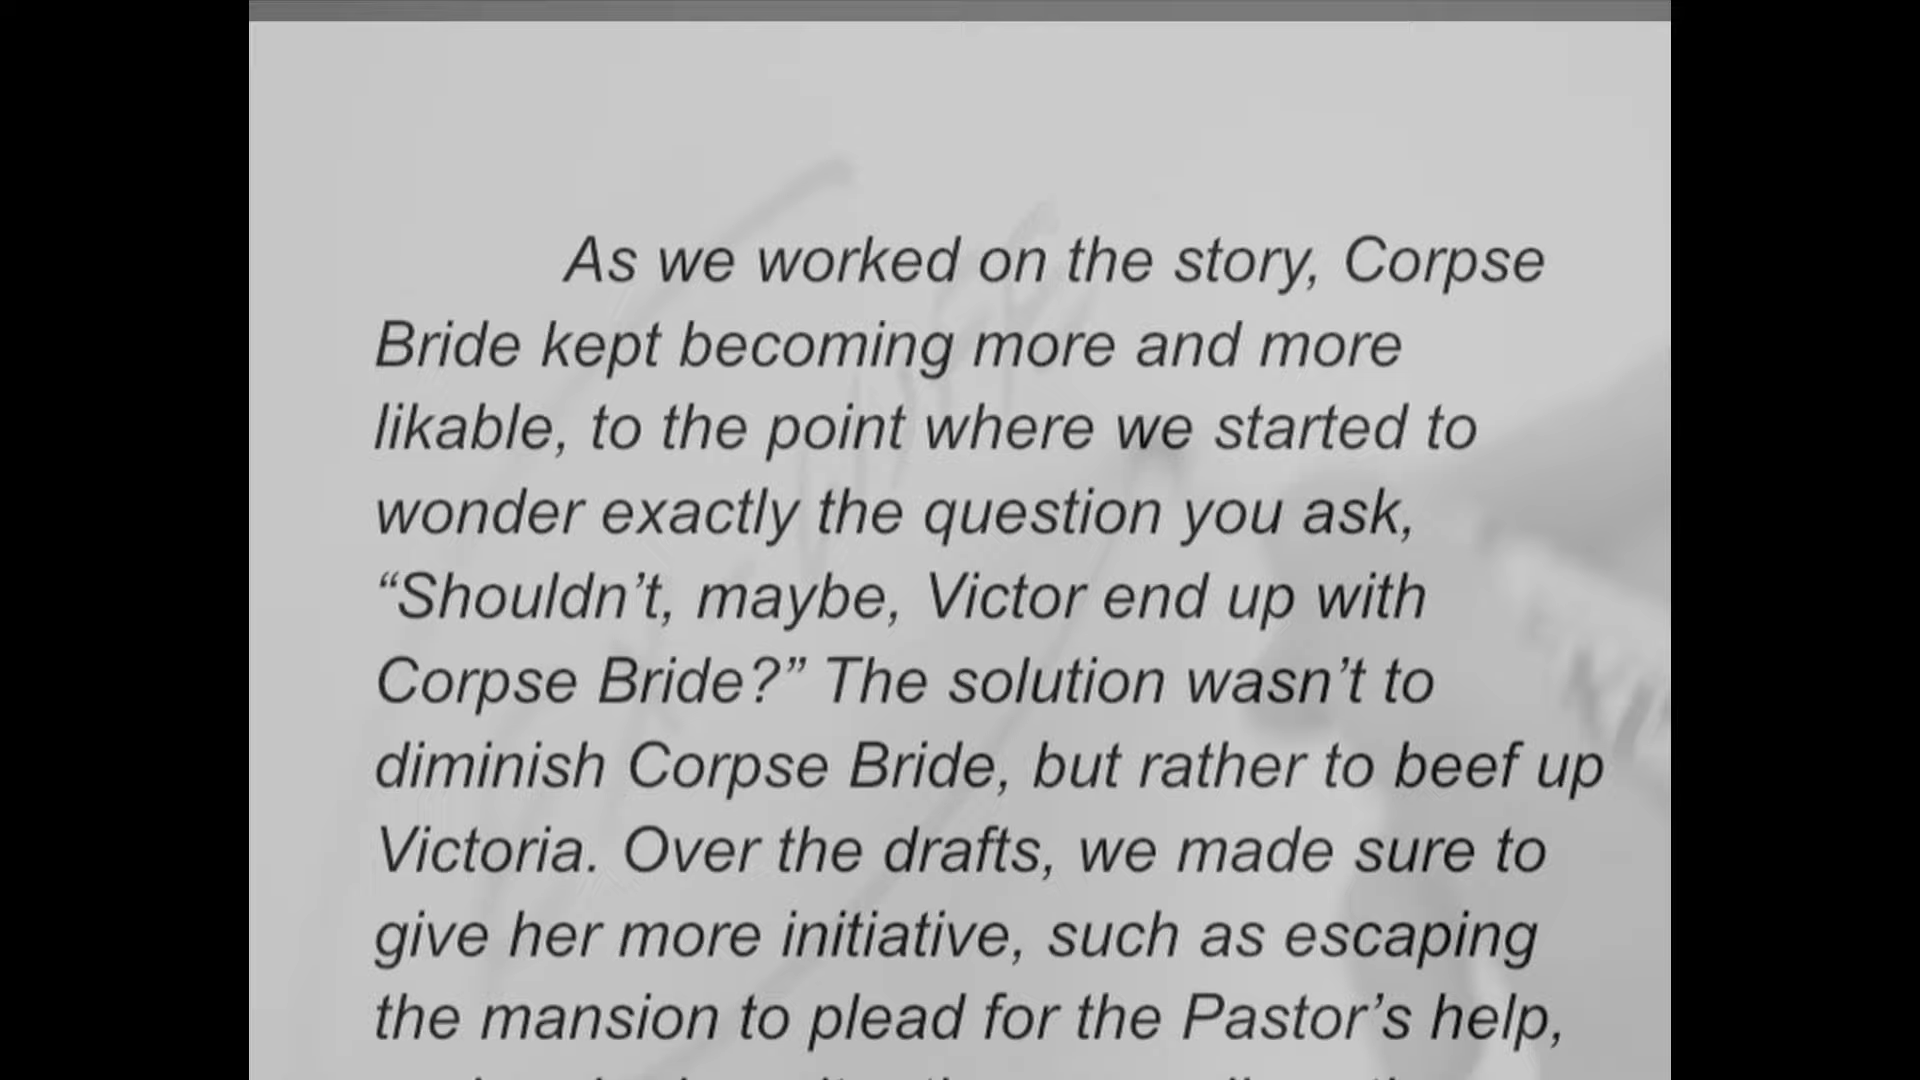 As we worked on the story, Corpse
Bride kept becoming more and more
likable, to the point where we started to
wonder exactly the question you ask,
“Shouldn’t, maybe, Victor end up with
Corpse Bride?” The solution wasn’t to
diminish Corpse Bride, but rather to beef up
Victoria. Over the drafts, we made sure to
give her more initiative, such as escaping
the mansion to plead for the Pastor’s help,